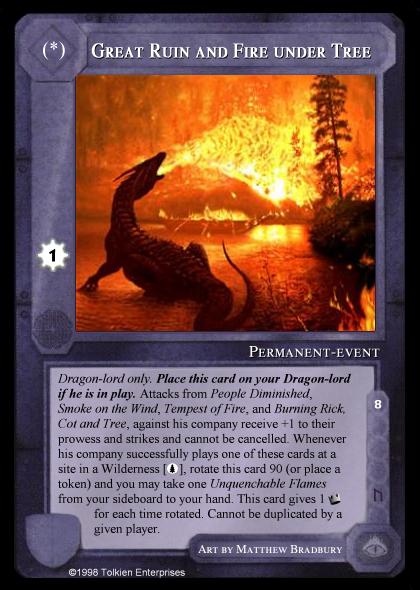 (*)
GREAT RUIN AND FIRE UNDER TREE
1
PERMANENT-EVENT
Dragon-lord only. Place this card on your Dragon-lord
if he is in play. Attacks from People Diminished,
Smoke on the Wind, Tempest of Fire, and Burning Rick,
Cot and Tree, against his company receive +1 to their
prowess and strikes and cannot be cancelled. Whenever
his company successfully plays one of these cards at a
site in a Wilderness [], rotate this card 90 (or place a
token) and you may take one Unquenchable Flames
from your sideboard to your hand. This card gives 1
for each time rotated. Cannot be duplicated by a
given player.
8
ART BY MATTHEW BRADBURY
©1998 Tolkien Enterprises